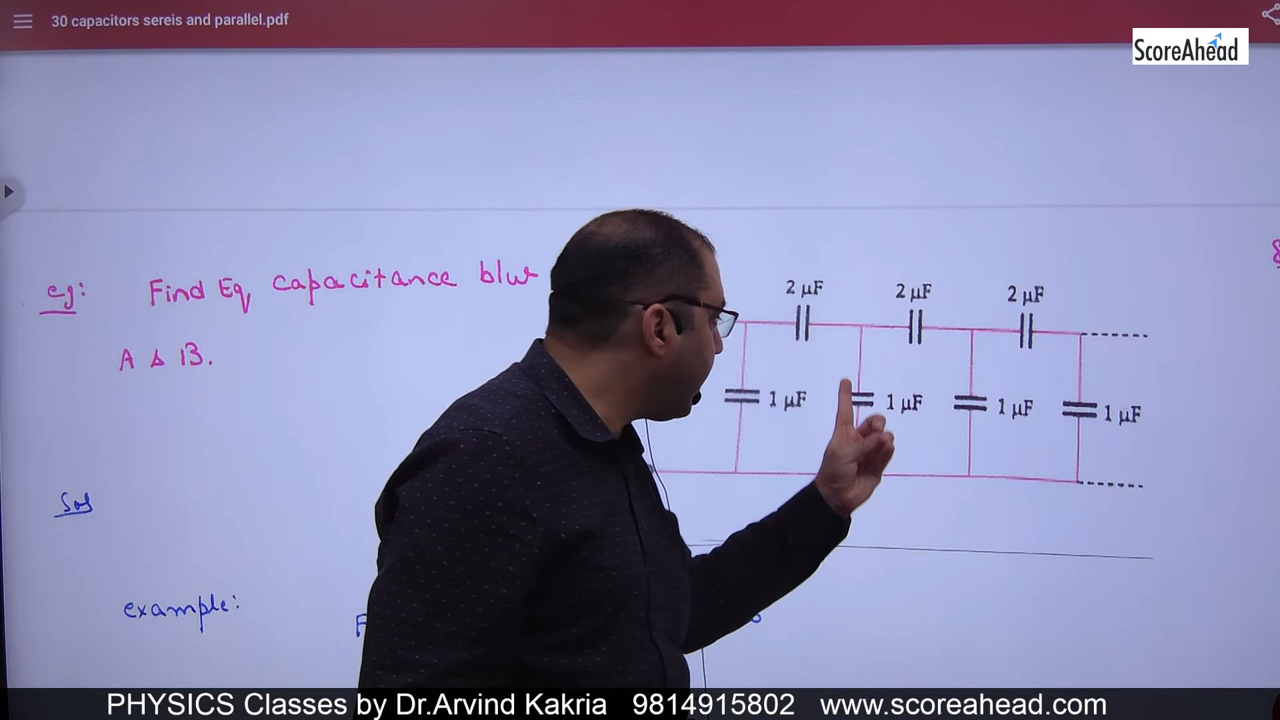 30 capacitors sereis and parallel.pdf
ScoreAhead
eg: Find Eq capacitance b/w
A & B.
2 μF 2 μF 2 μF
1 μF 1 μF 1 μF 1 μF
Sol
example:
PHYSICS Classes by Dr.Arvind Kakria 9814915802 www.scoreahead.com